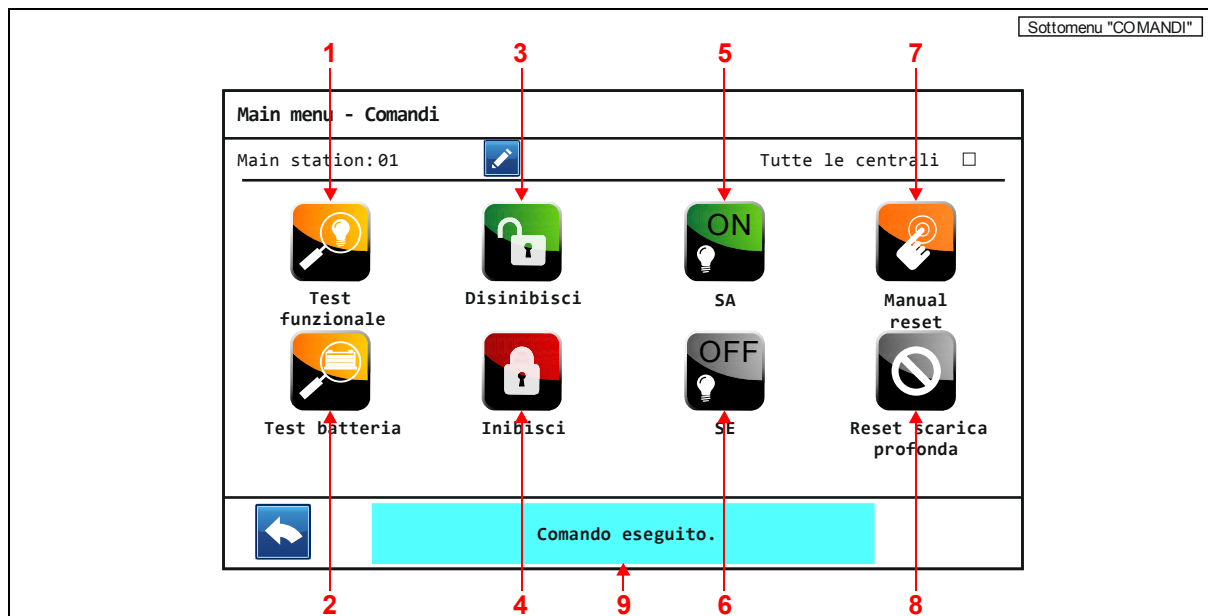 Sottomenu "COMANDI"
1 3 5 7
Main menu - Comandi
Main station: 01
Tutte le centrali
ON
Test
funzionale
Disinibisci
SA
Manual
reset
OFF
Test batteria
Inibisci
SE
Reset scarica
profonda
Comando eseguito.
2 4 9 6 8